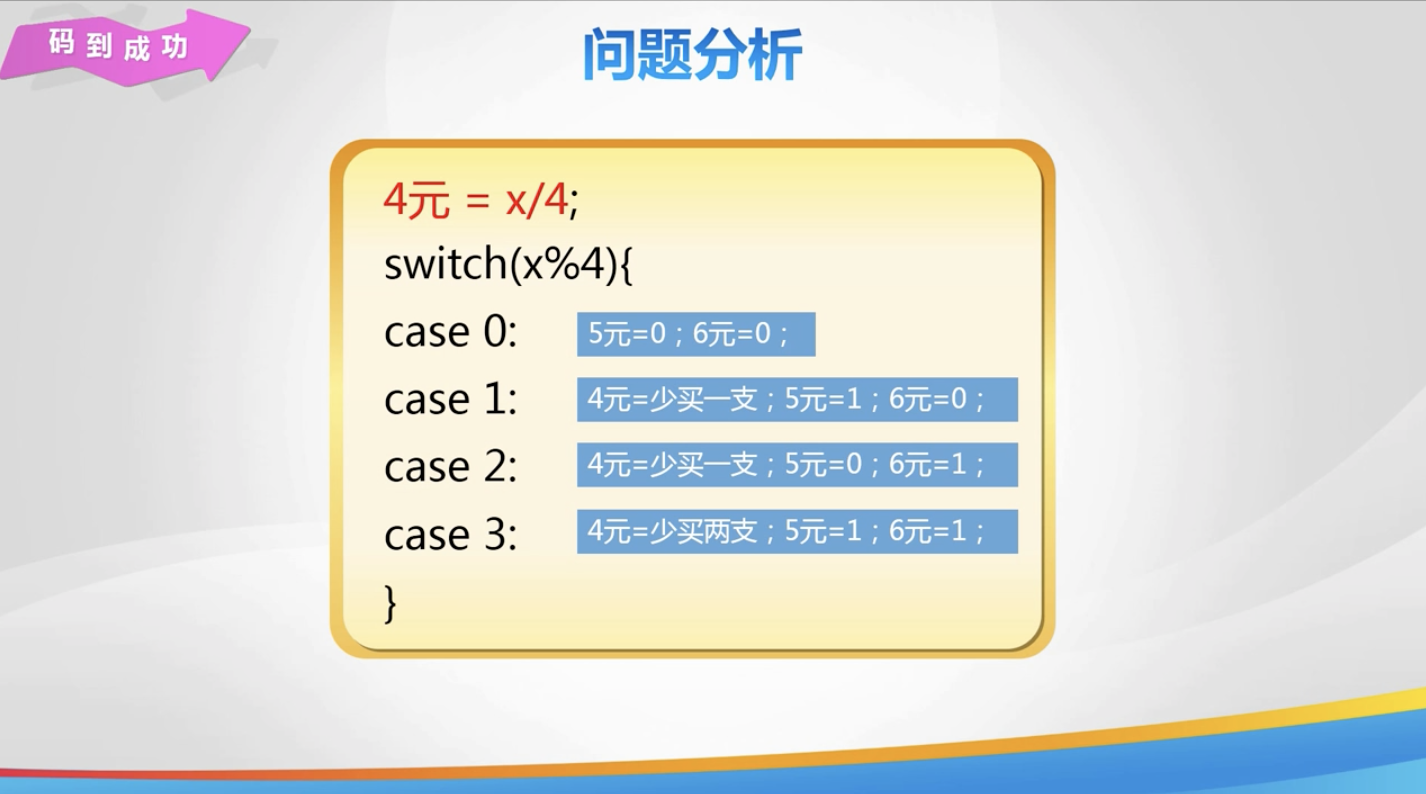 码到成功
问题分析
4元 = x/4;
switch(x%4){
case 0: 5元=0；6元=0；
case 1: 4元=少买一支；5元=1；6元=0；
case 2: 4元=少买一支；5元=0；6元=1；
case 3: 4元=少买两支；5元=1；6元=1；
}